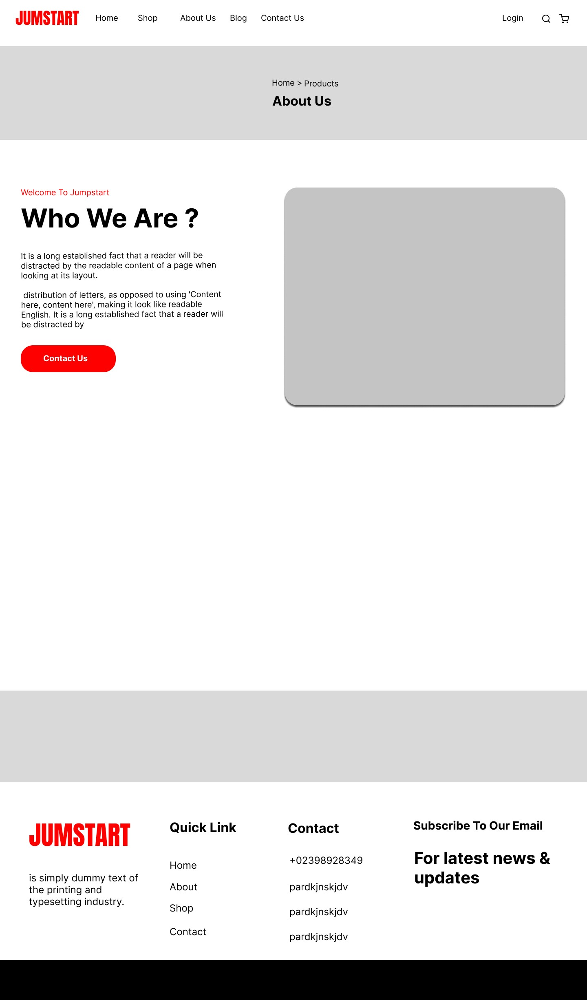 JUMSTART Home Shop About Us Blog Contact Us Login
Home > Products
About Us
Welcome To Jumpstart
Who We Are ?
It is a long established fact that a reader will be
distracted by the readable content of a page when
looking at its layout.
distribution of letters, as opposed to using 'Content
here, content here', making it look like readable
English. It is a long established fact that a reader will
be distracted by
Contact Us
JUMSTART
is simply dummy text of
the printing and
typesetting industry.
Quick Link
Home
About
Shop
Contact
Contact
+02398928349
pardkjnskjdv
pardkjnskjdv
pardkjnskjdv
Subscribe To Our Email
For latest news &
updates